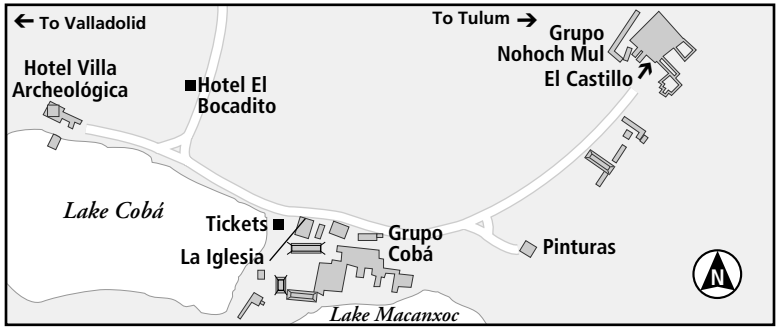 ← To Valladolid
To Tulum →
Grupo
Nohoch Mul
El Castillo
Hotel Villa
Archeológica
Hotel El
Bocadito
Lake Cobá
Tickets
La Iglesia
Grupo
Cobá
Pinturas
Lake Macanxoc
N